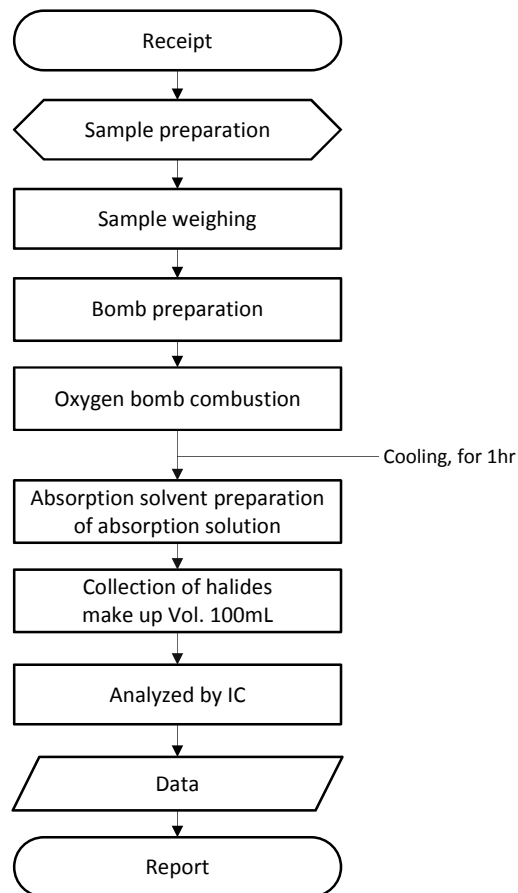 Receipt
Sample preparation
Sample weighing
Bomb preparation
Oxygen bomb combustion
Cooling, for 1hr
Absorption solvent preparation
of absorption solution
Collection of halides
make up Vol. 100mL
Analyzed by IC
Data
Report